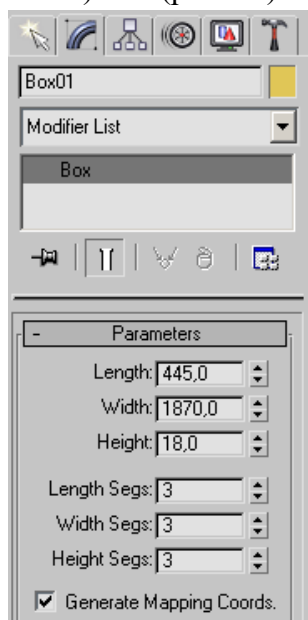 Box01
Modifier List
Box
- Parameters
Length: 445,0
Width: 1870,0
Height: 18,0
Length Segs: 3
Width Segs: 3
Height Segs: 3
Generate Mapping Coords.